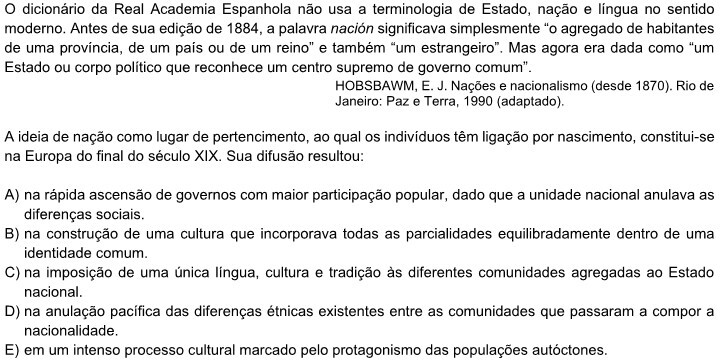 O dicionário da Real Academia Espanhola não usa a terminologia de Estado, nação e língua no sentido
moderno. Antes de sua edição de 1884, a palavra nación significava simplesmente “o agregado de habitantes
de uma província, de um país ou de um reino” e também “um estrangeiro”. Mas agora era dada como “um
Estado ou corpo político que reconhece um centro supremo de governo comum”.
HOBSBAWM, E. J. Nações e nacionalismo (desde 1870). Rio de
Janeiro: Paz e Terra, 1990 (adaptado).
A ideia de nação como lugar de pertencimento, ao qual os indivíduos têm ligação por nascimento, constitui-se
na Europa do final do século XIX. Sua difusão resultou:
A) na rápida ascensão de governos com maior participação popular, dado que a unidade nacional anulava as
diferenças sociais.
B) na construção de uma cultura que incorporava todas as parcialidades equilibradamente dentro de uma
identidade comum.
C) na imposição de uma única língua, cultura e tradição às diferentes comunidades agregadas ao Estado
nacional.
D) na anulação pacífica das diferenças étnicas existentes entre as comunidades que passaram a compor a
nacionalidade.
E) em um intenso processo cultural marcado pelo protagonismo das populações autóctones.